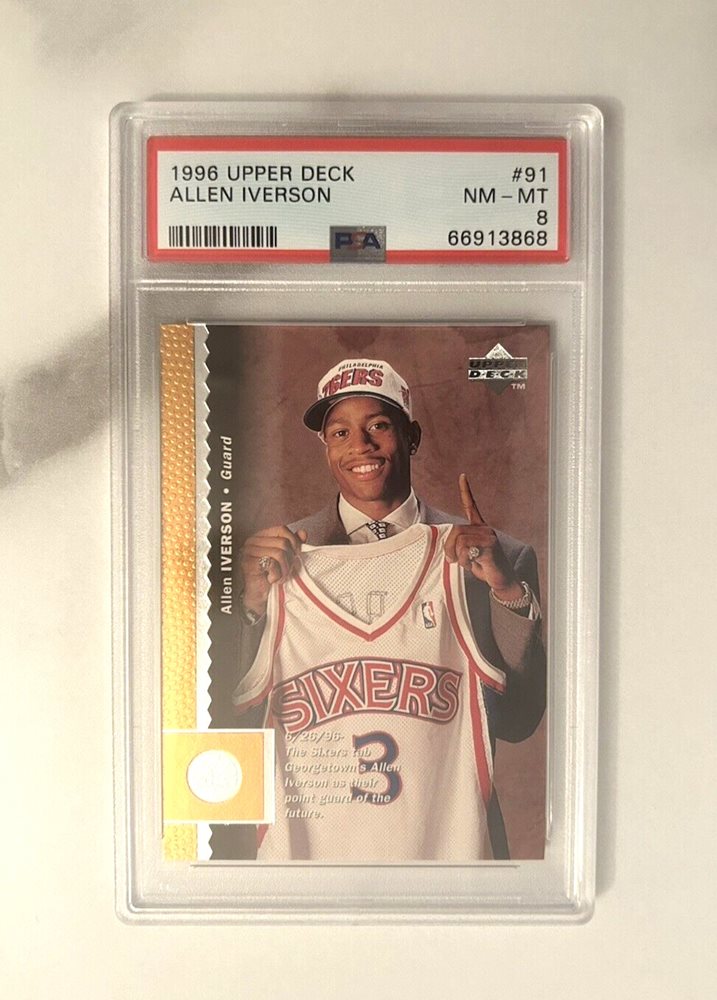 1996 UPPER DECK #91
ALLEN IVERSON NM - MT
8
66913868
PSA
UPPER
D·E·C·K
TM
PHILADELPHIA
76ERS
Allen IVERSON • Guard
SIXERS
3
6/26/96-
The Sixers tab
Georgetown's Allen
Iverson as their
point guard of the
future.